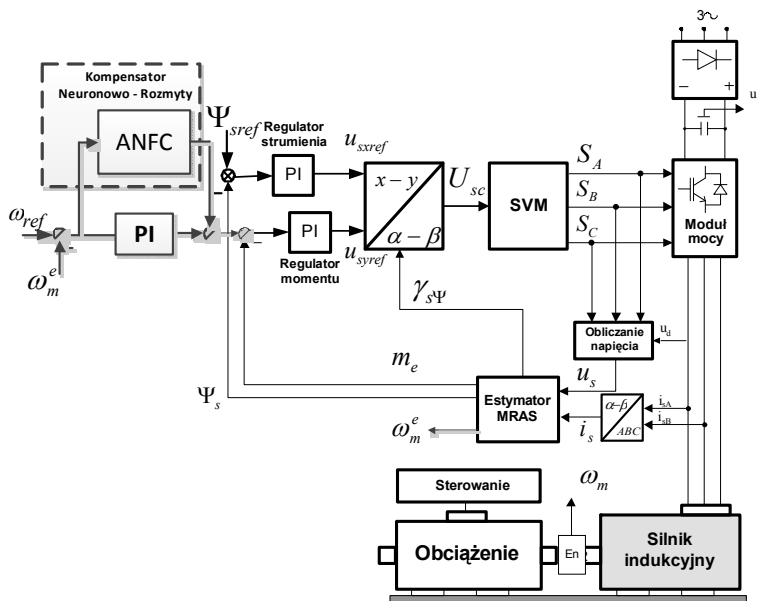 3~
− +
u
Kompensator
Neuronowo - Rozmyty
ANFC
Ψsref
Regulator
strumienia
PI
usxref
x − y
α − β
Usc
SVM
SA
SB
SC
Moduł
mocy
ωref
-
PI
-
-
-
PI
usyref
Regulator
momentu
ωm^e
γsΨ
Obliczanie
napięcia
ud
me
us
Ψs
Estymator
MRAS
ωm^e
is
α−β
ABC
isA
isB
Sterowanie
ωm
Obciążenie
En
Silnik
indukcyjny